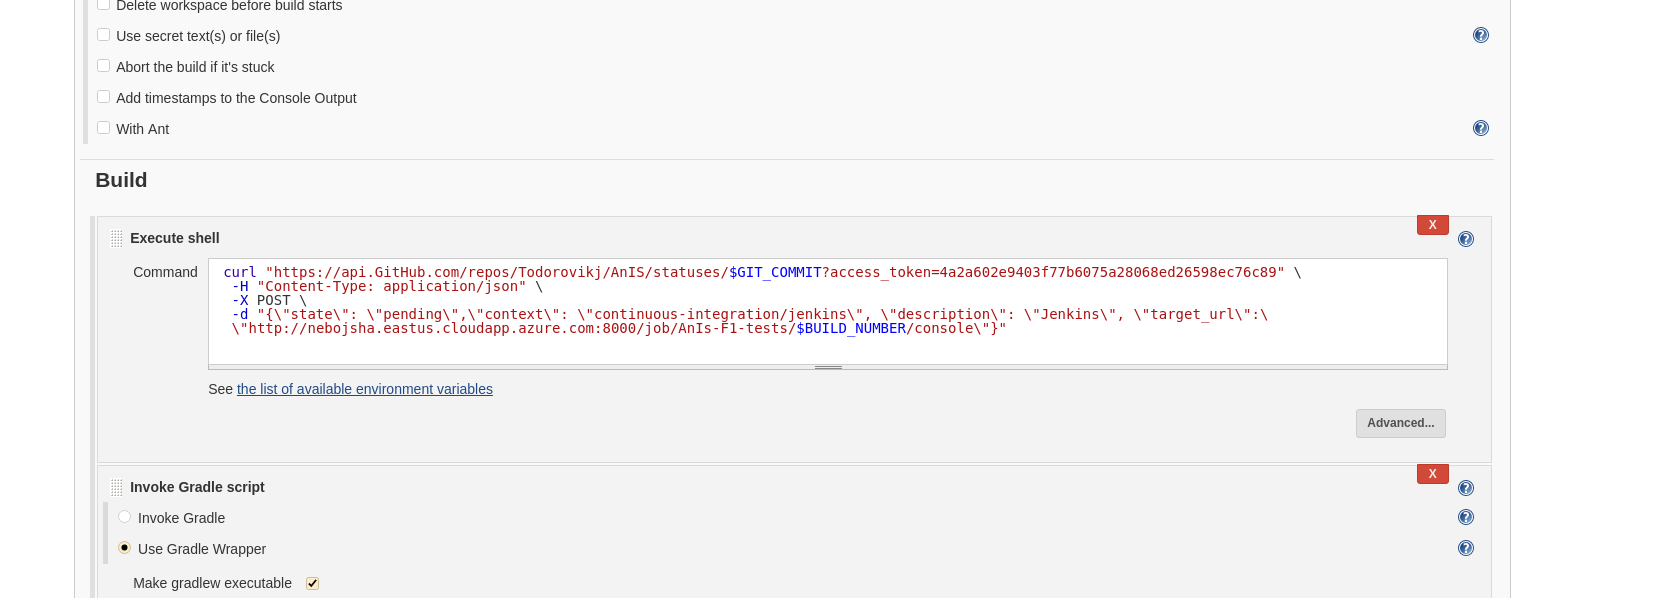 Delete workspace before build starts
Use secret text(s) or file(s)
Abort the build if it's stuck
Add timestamps to the Console Output
With Ant
Build
X
Execute shell
Command
curl "https://api.GitHub.com/repos/Todorovikj/AnIS/statuses/$GIT_COMMIT?access_token=4a2a602e9403f77b6075a28068ed26598ec76c89" \
-H "Content-Type: application/json" \
-X POST \
-d "{\"state\": \"pending\",\"context\": \"continuous-integration/jenkins\", \"description\": \"Jenkins\", \"target_url\":\
\"http://nebojsha.eastus.cloudapp.azure.com:8000/job/AnIs-F1-tests/$BUILD_NUMBER/console\"}"
See the list of available environment variables
Advanced...
X
Invoke Gradle script
Invoke Gradle
Use Gradle Wrapper
Make gradlew executable